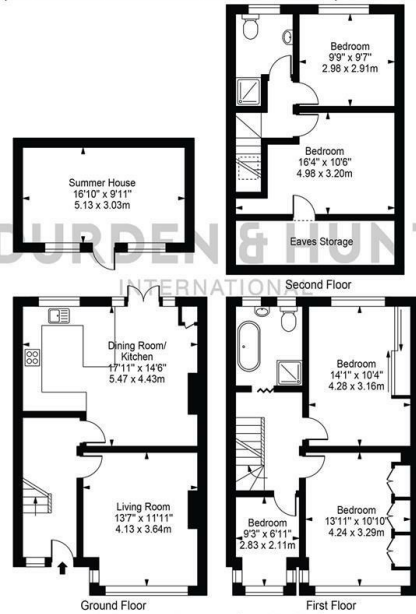 Bedroom
9'9" x 9'7"
2.98 x 2.91m
Bedroom
16'4" x 10'6"
4.98 x 3.20m
Eaves Storage
Second Floor
Summer House
16'10" x 9'11"
5.13 x 3.03m
DURDEN & HUNT
INTERNATIONAL
Dining Room/
Kitchen
17'11" x 14'6"
5.47 x 4.43m
Living Room
13'7" x 11'11"
4.13 x 3.64m
Ground Floor
Bedroom
14'1" x 10'4"
4.28 x 3.16m
Bedroom
9'3" x 6'11"
2.83 x 2.11m
Bedroom
13'11" x 10'10"
4.24 x 3.29m
First Floor